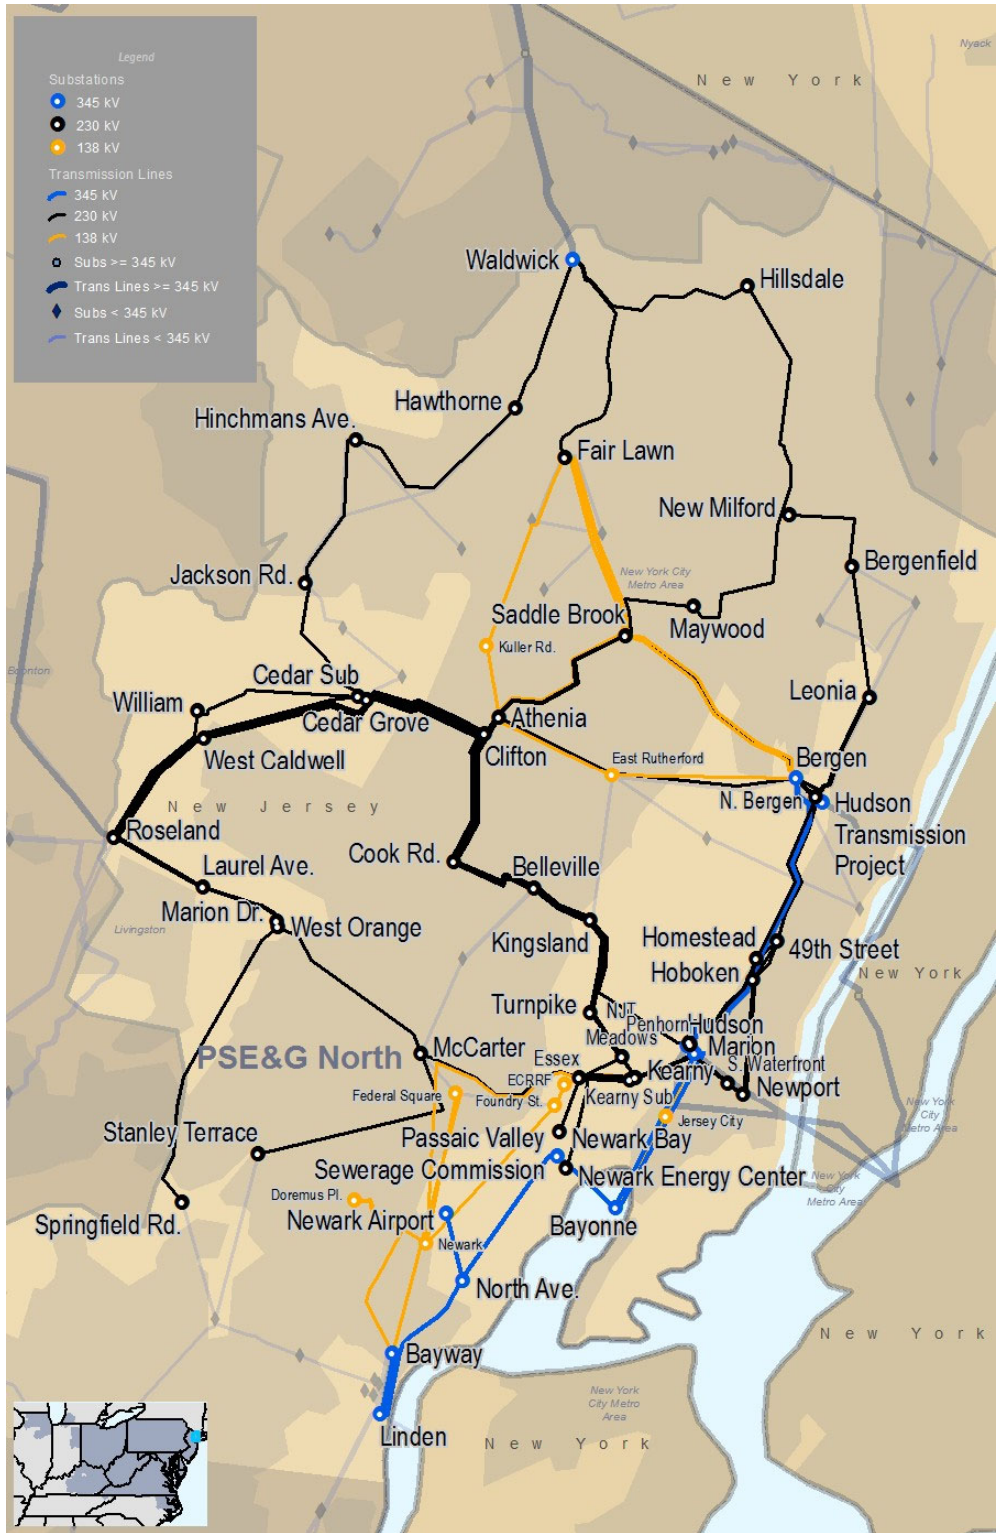 Legend
Substations
345 kV
230 kV
138 kV
Transmission Lines
345 kV
230 kV
138 kV
Subs >= 345 kV
Trans Lines >= 345 kV
Subs < 345 kV
Trans Lines < 345 kV
Nyack
New York
Waldwick
Hillsdale
Hawthorne
Hinchmans Ave.
Fair Lawn
New Milford
Bergenfield
Jackson Rd.
New York City
Metro Area
Saddle Brook
Maywood
Kuller Rd.
Cedar Sub
Leonia
William
Cedar Grove
Athenia
Clifton
West Caldwell
East Rutherford
Bergen
N. Bergen
Hudson
Transmission
Project
New Jersey
Roseland
Cook Rd.
Laurel Ave.
Belleville
Marion Dr.
West Orange
Livingston
Kingsland
Homestead
49th Street
Hoboken
New York
Turnpike
NJT
Meadows
Penhorn
Hudson
Marion
PSE&G North
McCarter
Essex
ECRRF
Kearny
S. Waterfront
Newport
Federal Square
Foundry St.
Kearny Sub
Jersey City
New York
City
Metro Area
Stanley Terrace
Passaic Valley
Sewerage Commission
Newark Bay
Newark Energy Center
New York
City
Metro Area
Doremus Pl.
Springfield Rd.
Newark Airport
Bayonne
Newark
North Ave.
New York
Bayway
New York
City Metro
Area
Linden
New York